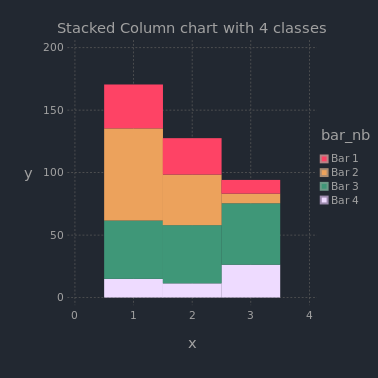 Stacked Column chart with 4 classes
200
150
100
50
0
y
0 1 2 3 4
x
bar_nb
Bar 1
Bar 2
Bar 3
Bar 4